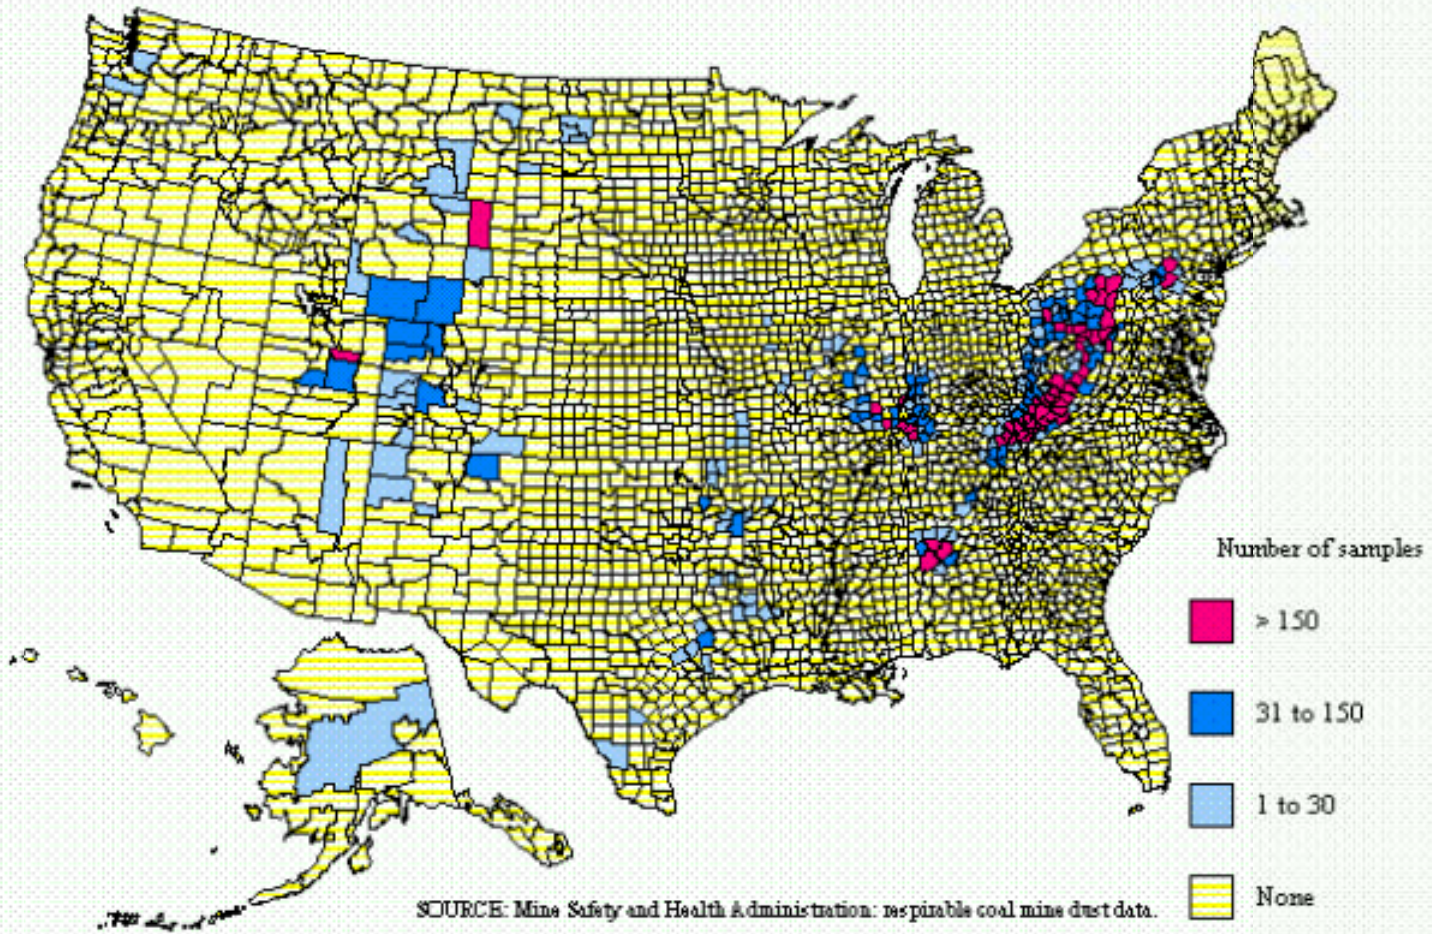 Number of samples
> 150
31 to 150
1 to 30
None
SOURCE: Mine Safety and Health Administration: respirable coal mine dust data.